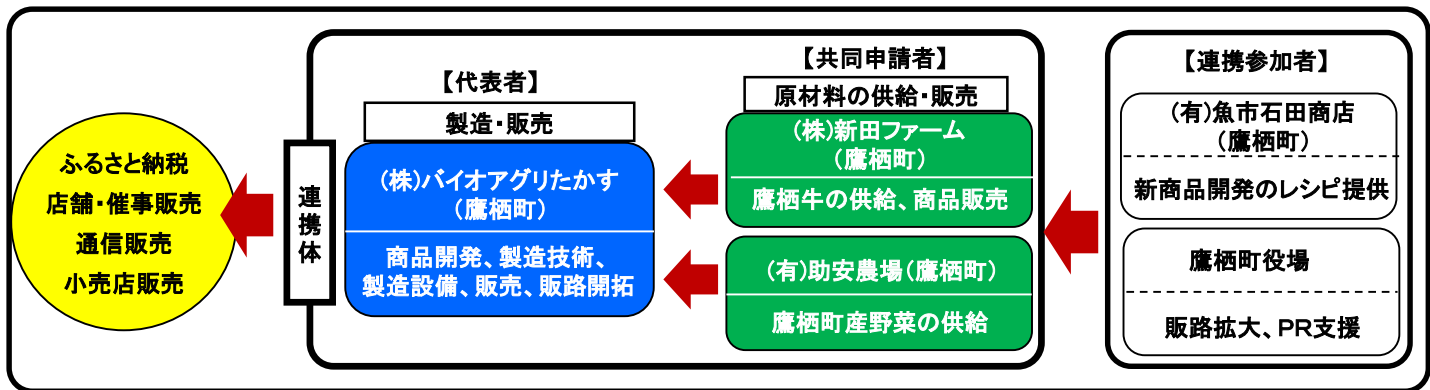 ふるさと納税
店舗・催事販売
通信販売
小売店販売
連携体
【代表者】
製造・販売
(株)バイオアグリたかす
(鷹栖町)
商品開発、製造技術、
製造設備、販売、販路開拓
【共同申請者】
原材料の供給・販売
(株)新田ファーム
(鷹栖町)
鷹栖牛の供給、商品販売
(有)助安農場(鷹栖町)
鷹栖町産野菜の供給
【連携参加者】
(有)魚市石田商店
(鷹栖町)
新商品開発のレシピ提供
鷹栖町役場
販路拡大、PR支援